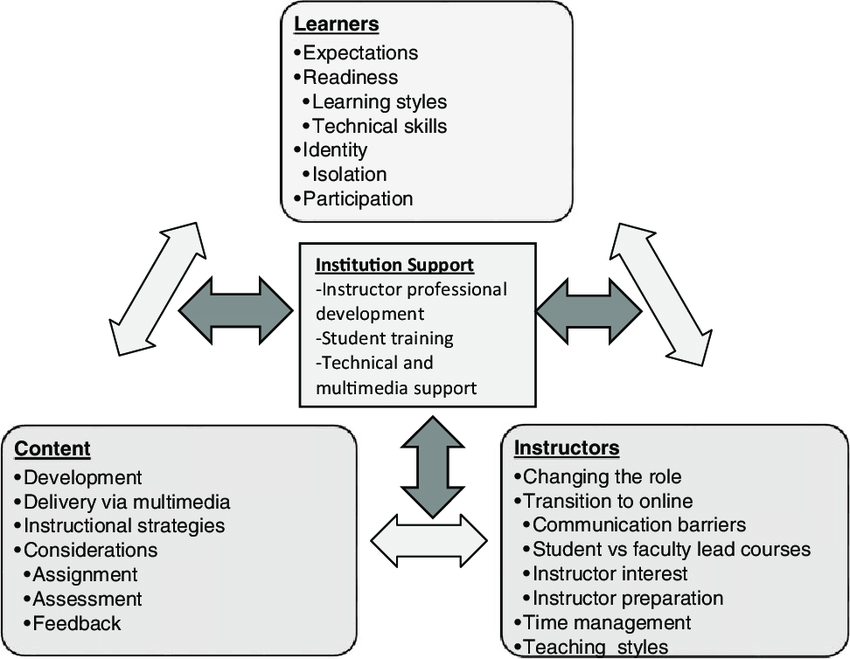 Learners
•Expectations
•Readiness
•Learning styles
•Technical skills
•Identity
•Isolation
•Participation
Institution Support
-Instructor professional
development
-Student training
-Technical and
multimedia support
Content
•Development
•Delivery via multimedia
•Instructional strategies
•Considerations
•Assignment
•Assessment
•Feedback
Instructors
•Changing the role
•Transition to online
•Communication barriers
•Student vs faculty lead courses
•Instructor interest
•Instructor preparation
•Time management
•Teaching styles